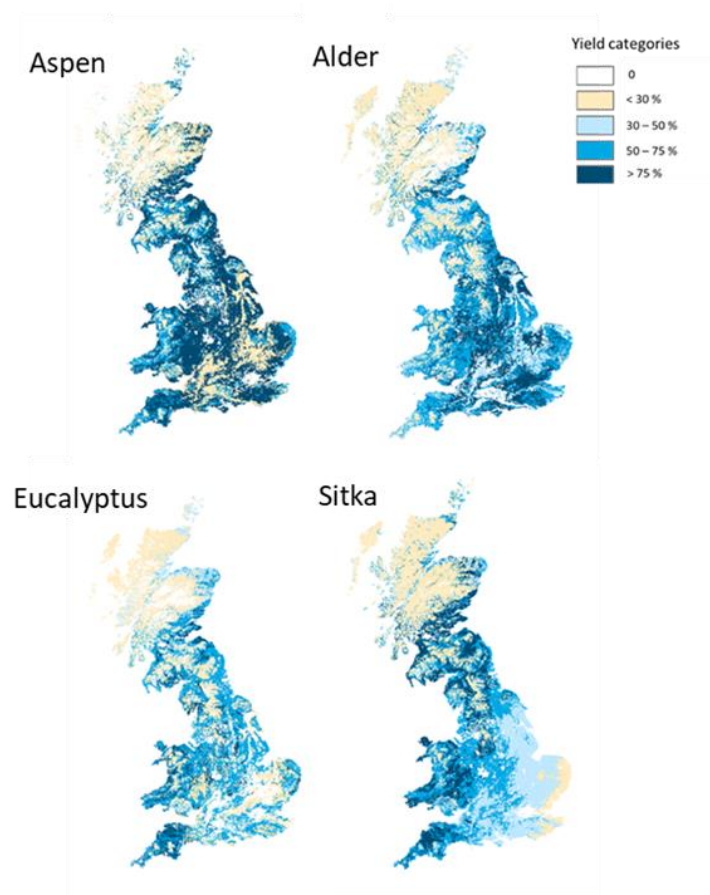 Aspen
Alder
Yield categories
0
< 30 %
30 – 50 %
50 – 75 %
> 75 %
Eucalyptus
Sitka